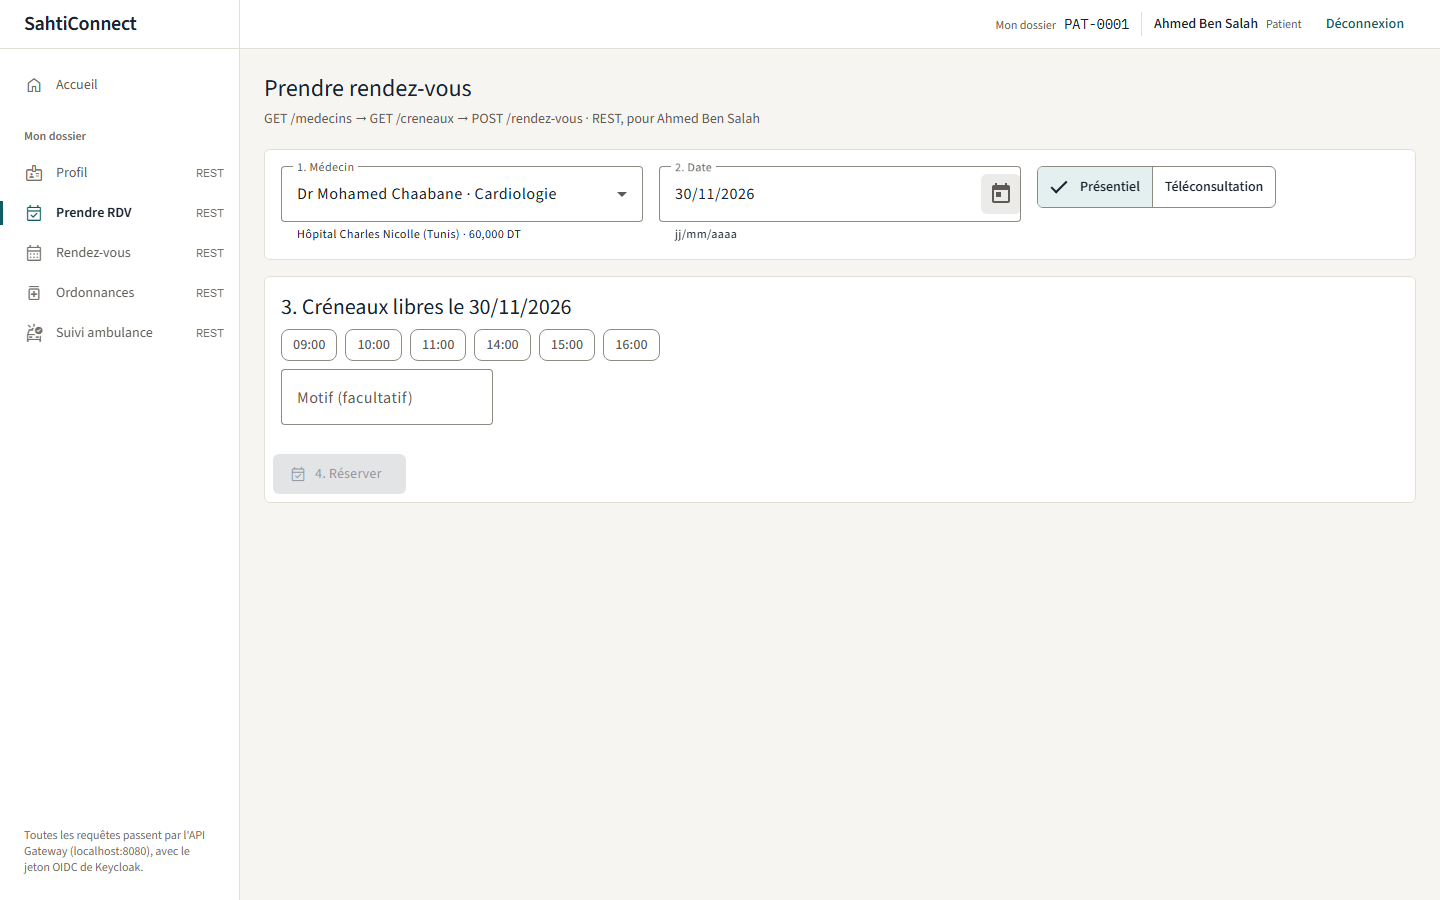 SahtiConnect
Mon dossier PAT-0001 Ahmed Ben Salah Patient Déconnexion
Accueil
Mon dossier
Profil REST
Prendre RDV REST
Rendez-vous REST
Ordonnances REST
Suivi ambulance REST
Toutes les requêtes passent par l'API
Gateway (localhost:8080), avec le
jeton OIDC de Keycloak.
Prendre rendez-vous
GET /medecins → GET /creneaux → POST /rendez-vous · REST, pour Ahmed Ben Salah
1. Médecin
Dr Mohamed Chaabane · Cardiologie
Hôpital Charles Nicolle (Tunis) · 60,000 DT
2. Date
30/11/2026
jj/mm/aaaa
Présentiel Téléconsultation
3. Créneaux libres le 30/11/2026
09:00 10:00 11:00 14:00 15:00 16:00
Motif (facultatif)
4. Réserver